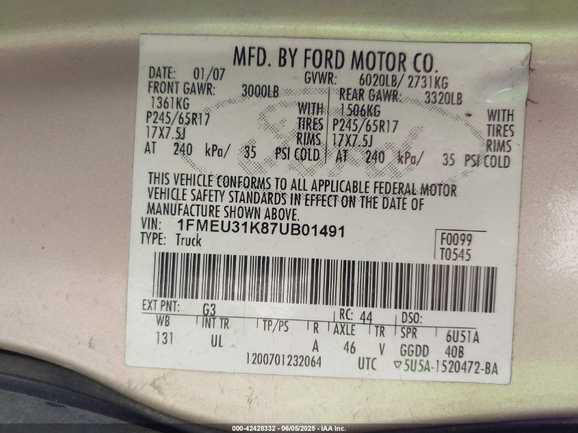 MFD. BY FORD MOTOR CO.
DATE: 01/07 GVWR: 6020LB/ 2731KG
FRONT GAWR: 3000LB REAR GAWR: 3320LB
1361KG WITH 1506KG WITH
P245/65R17 TIRES P245/65R17 TIRES
17X7.5J RIMS 17X7.5J RIMS
AT 240 kPa/ 35 PSI COLD AT 240 kPa/ 35 PSI COLD
THIS VEHICLE CONFORMS TO ALL APPLICABLE FEDERAL MOTOR
VEHICLE SAFETY STANDARDS IN EFFECT ON THE DATE OF
MANUFACTURE SHOWN ABOVE.
VIN: 1FMEU31K87UB01491
TYPE: Truck
F0099
T0545
EXT PNT: G3 RC: 44 DSO:
WB INT TR TP/PS R AXLE TR SPR 6U51A
131 UL A 46 V GGDD 40B
1200701232064 UTC ▽5U5A-1520472-BA
000-42428332 - 06/05/2025 - IAA Inc.